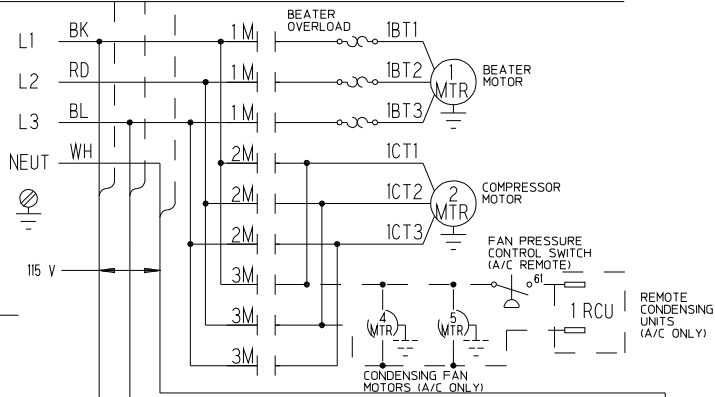 BEATER
OVERLOAD
L1 BK 1M 1BT1
L2 RD 1M 1BT2 1 MTR BEATER MOTOR
L3 BL 1M 1BT3
NEUT WH 2M 1CT1
2M 1CT2 2 MTR COMPRESSOR MOTOR
2M 1CT3
FAN PRESSURE
CONTROL SWITCH
(A/C REMOTE)
115 V 3M 61
3M 4 MTR 5 MTR 1 RCU
REMOTE
CONDENSING
UNITS
(A/C ONLY)
3M
CONDENSING FAN
MOTORS (A/C ONLY)